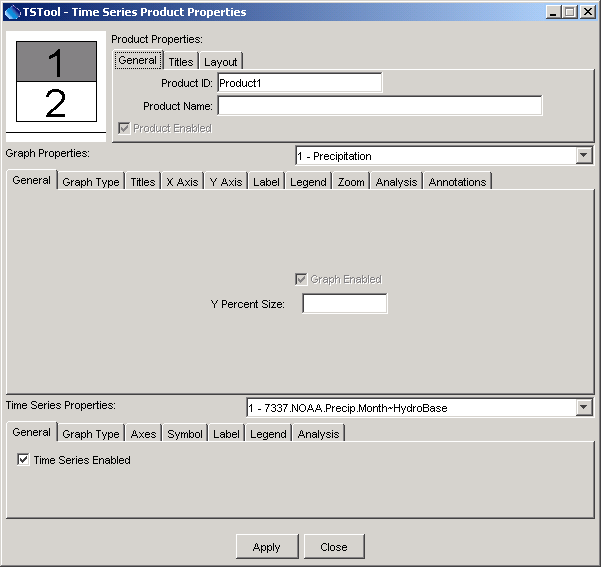 TSTool - Time Series Product Properties
1
2
Product Properties:
General Titles Layout
Product ID: Product1
Product Name:
Product Enabled
Graph Properties: 1 - Precipitation
General Graph Type Titles X Axis Y Axis Label Legend Zoom Analysis Annotations
Graph Enabled
Y Percent Size:
Time Series Properties: 1 - 7337.NOAA.Precip.Month~HydroBase
General Graph Type Axes Symbol Label Legend Analysis
Time Series Enabled
Apply Close